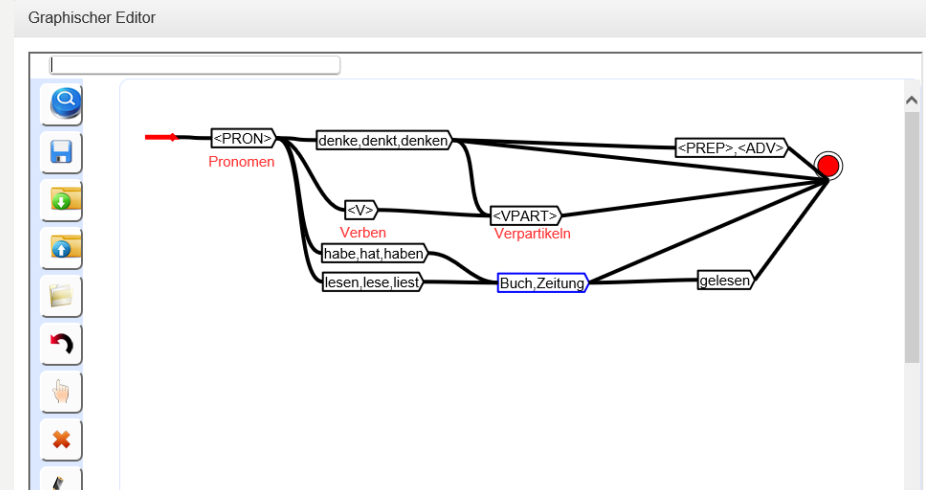 Graphischer Editor
<PRON>
Pronomen
denke,denkt,denken
<PREP>,<ADV>
<V>
Verben
<VPART>
Verpartikeln
habe,hat,haben
lesen,lese,liest
Buch,Zeitung
gelesen